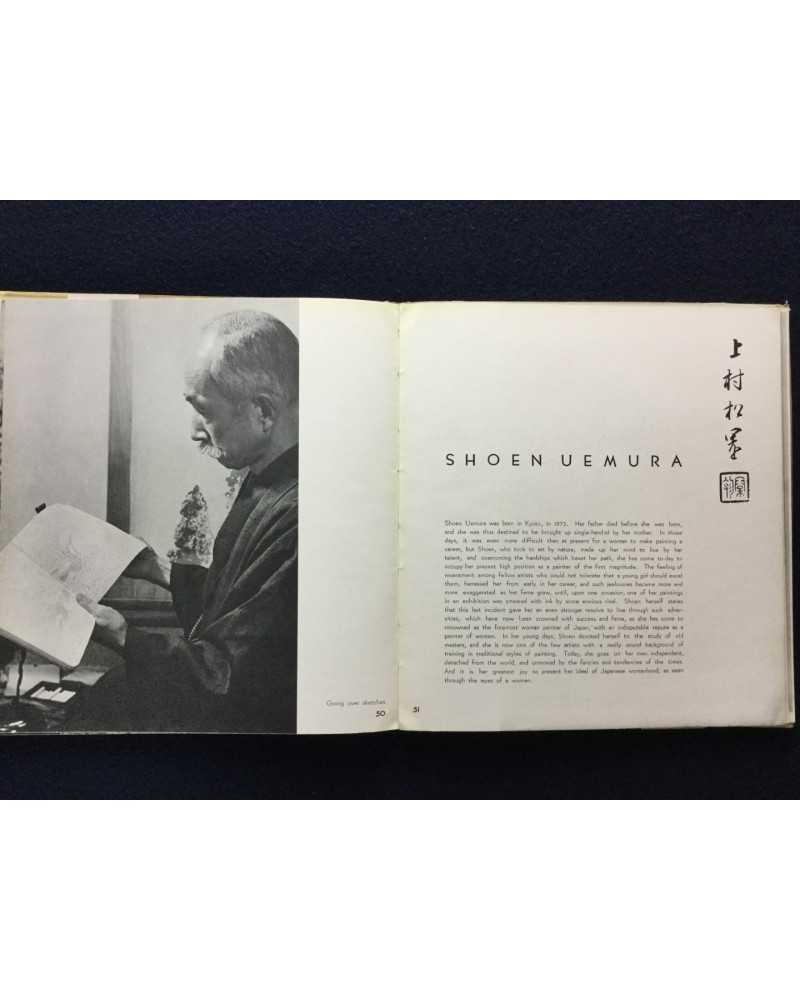 Going over sketches
50
上
村
松
園
SHOEN UEMURA
Shoen Uemura was born in Kyoto, in 1875. Her father died before she was born,
and she was thus destined to be brought up single-handed by her mother. In those
days, it was even more difficult then at present for a woman to make painting a
career, but Shoen, who took to art by nature, made up her mind to live by her
talent, and overcoming the hardships which beset her path, she has come to-day to
occupy her present high position as a painter of the first magnitude. The feeling of
resentment among fellow artists who could not tolerate that a young girl should excel
them, harrassed her from early in her career, and such jealousies became more and
more exaggerated as her fame grew, until, upon one occasion, one of her paintings
in an exhibition was smeared with ink by some envious rival. Shoen herself states
that this last incident gave her an even stronger resolve to live through such adver-
sities, which have now been crowned with success and fame, as she has come to
renowned as the foremost woman painter of Japan, with an indisputable repute as a
painter of women. In her young days, Shoen devoted herself to the study of old
masters, and she is now one of the few artists with a really sound background of
training in traditional styles of painting. Today, she goes on her own independent,
detached from the world, and unmoved by the fancies and tendencies of the times.
And it is her greatest joy to present her ideal of Japanese womanhood, as seen
through the eyes of a woman.
51